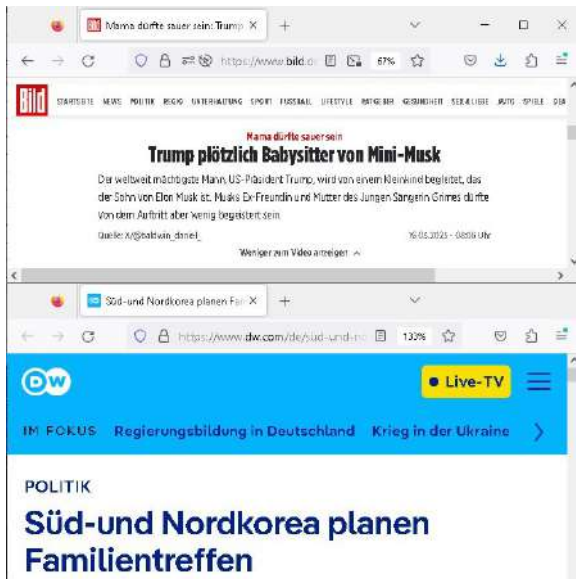 Mama dürfte sauer sein: Trump
https://www.bild.d
67%
Bild
STARTSEITE NEWS POLITIK REGIO UNTERHALTUNG SPORT FUSSBALL LIFESTYLE RATGEBER GESUNDHEIT SEX & LIEBE AUTO SPIELE DEA
Mama dürfte sauer sein
Trump plötzlich Babysitter von Mini-Musk
Der weltweit mächtigste Mann, US-Präsident Trump, wird von einem Kleinkind begleitet, das
der Sohn von Elon Musk ist. Musks Ex-Freundin und Mutter des Jungen Sängerin Grimes dürfte
von dem Auftritt aber wenig begeistert sein.
Quelle: X/@baldwin_daniel_
16.03.2025 - 08:06 Uhr
Weniger zum Video anzeigen
Süd-und Nordkorea planen Fam
https://www.dw.com/de/süd-und-no
133%
DW
Live-TV
IM FOKUS Regierungsbildung in Deutschland Krieg in der Ukraine
POLITIK
Süd-und Nordkorea planen
Familientreffen